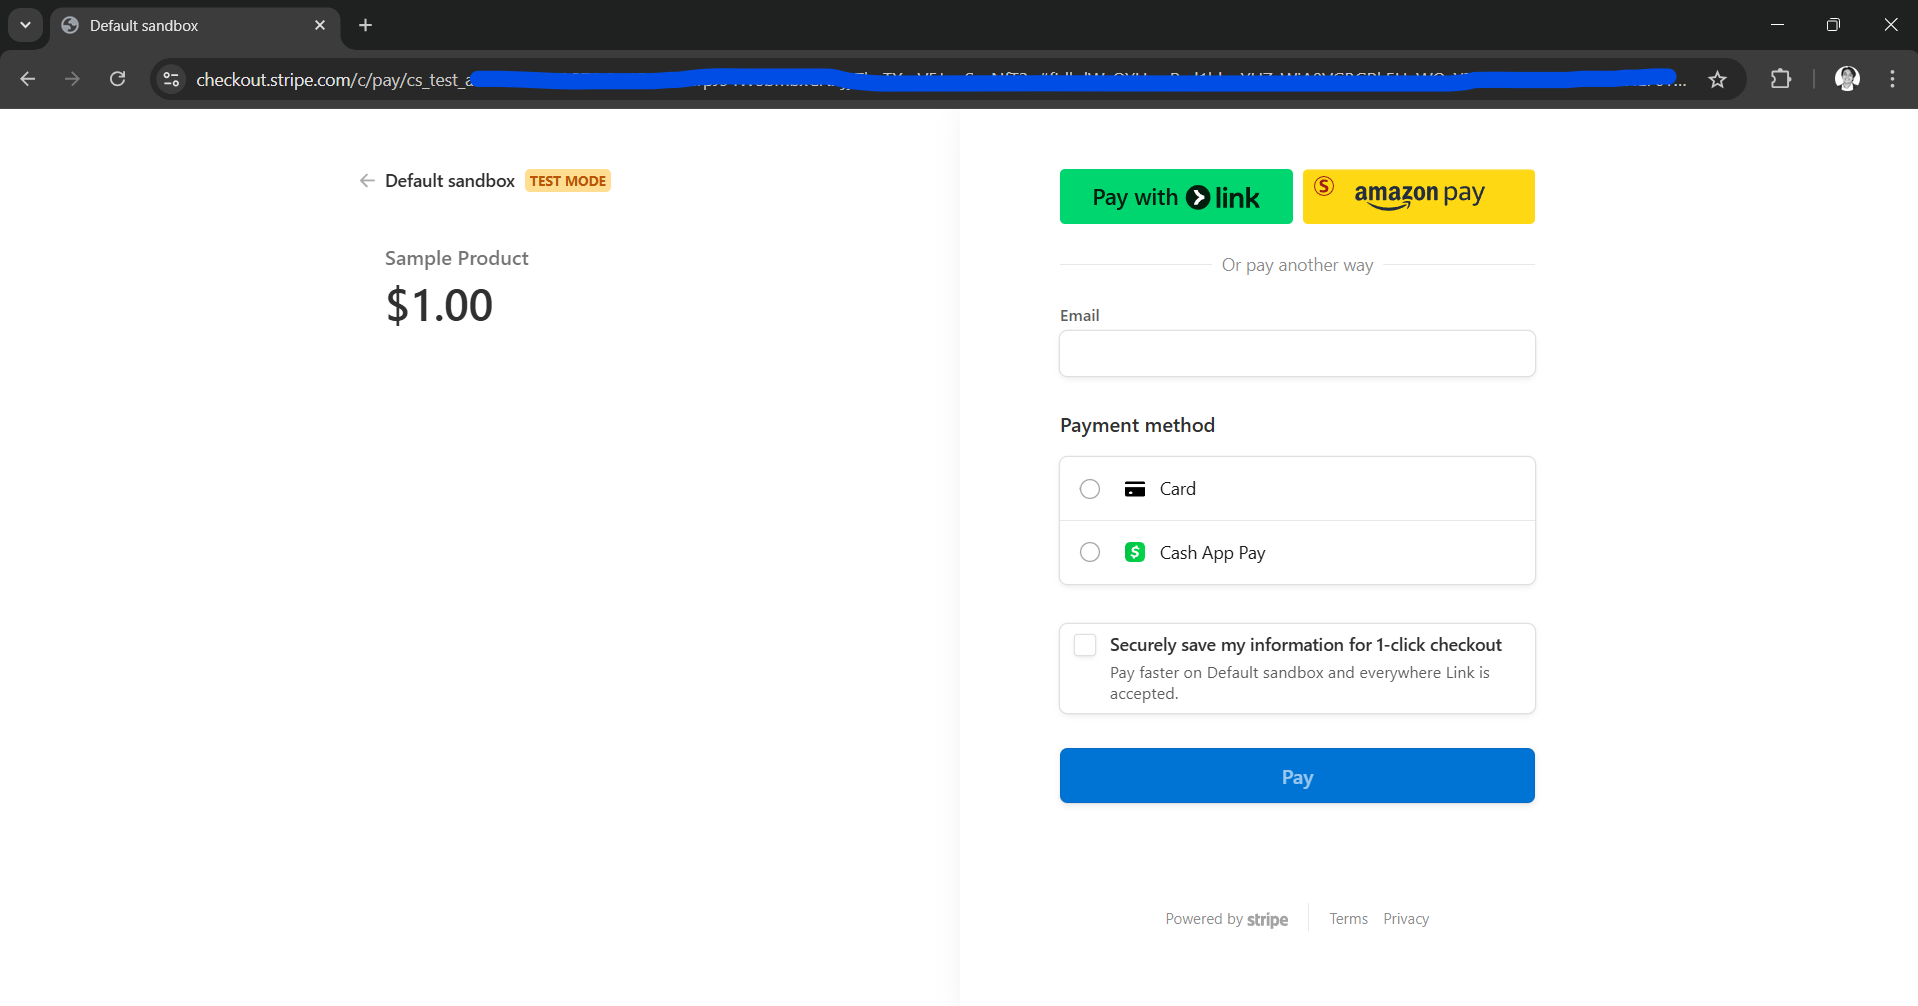 Default sandbox
checkout.stripe.com/c/pay/cs_test_a
Default sandbox TEST MODE
Sample Product
$1.00
Pay with link
S amazon pay
Or pay another way
Email
Payment method
Card
$ Cash App Pay
Securely save my information for 1-click checkout
Pay faster on Default sandbox and everywhere Link is
accepted.
Pay
Powered by stripe
Terms Privacy